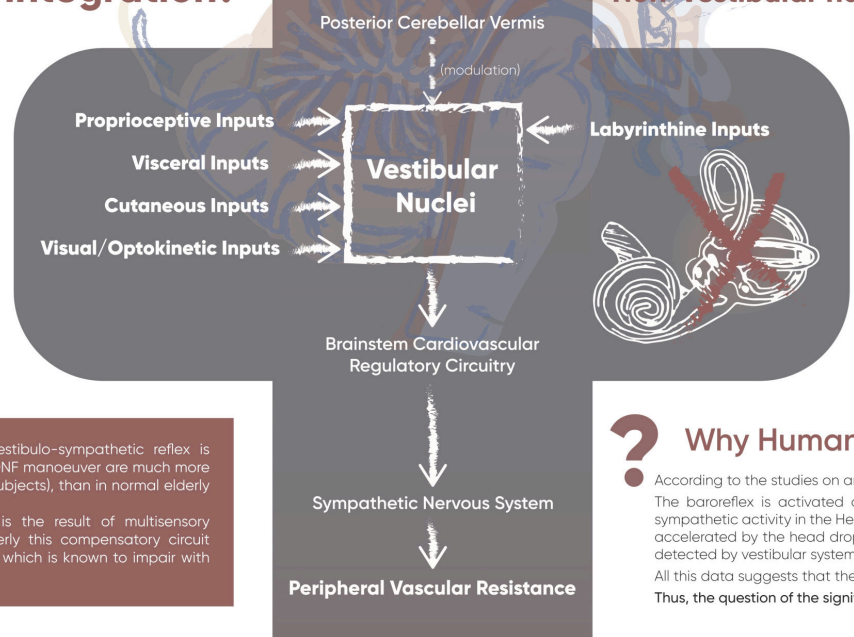 Integration?
Posterior Cerebellar Vermis
(modulation)
Proprioceptive Inputs
Visceral Inputs
Cutaneous Inputs
Visual/Optokinetic Inputs
Vestibular
Nuclei
Labyrinthine Inputs
Brainstem Cardiovascular
Regulatory Circuitry
Sympathetic Nervous System
Peripheral Vascular Resistance
estibulo-sympathetic reflex is
NF manoeuver are much more
ubjects), than in normal elderly
is the result of multisensory
erly this compensatory circuit
which is known to impair with
? Why Human
According to the studies on a
The baroreflex is activated
sympathetic activity in the He
accelerated by the head drop
detected by vestibular system
All this data suggests that the
Thus, the question of the signi